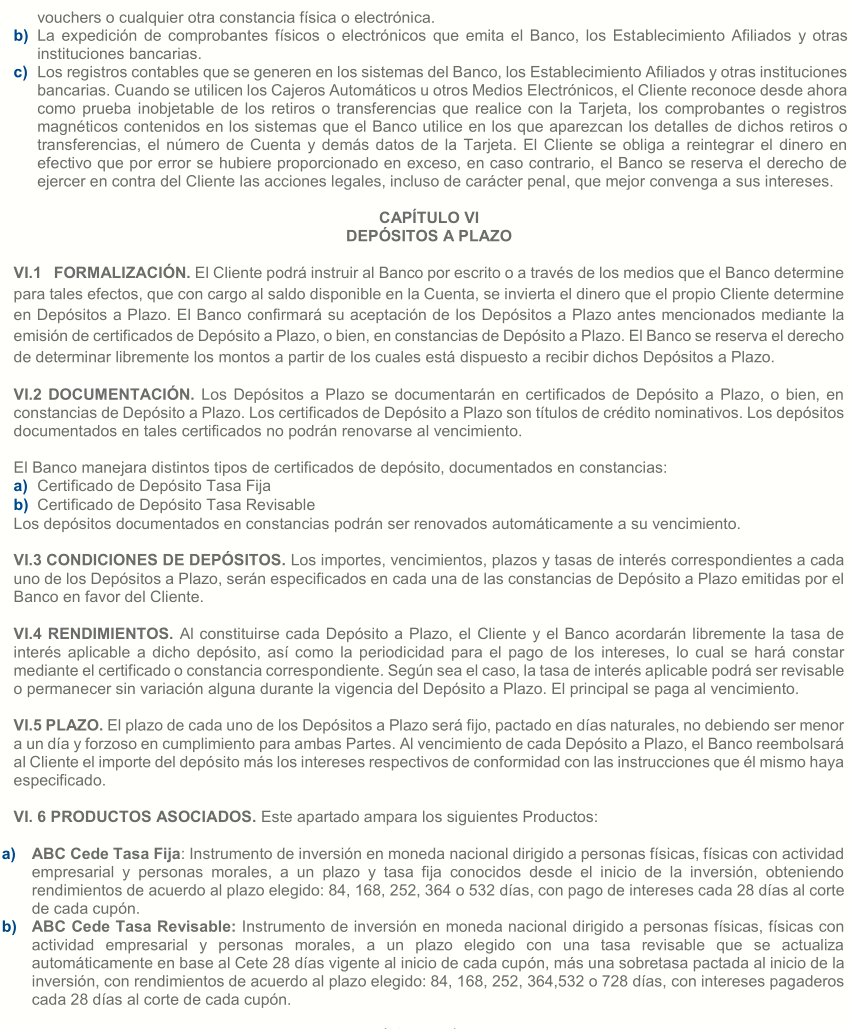 vouchers o cualquier otra constancia física o electrónica.
b) La expedición de comprobantes físicos o electrónicos que emita el Banco, los Establecimiento Afiliados y otras
instituciones bancarias.
c) Los registros contables que se generen en los sistemas del Banco, los Establecimiento Afiliados y otras instituciones
bancarias. Cuando se utilicen los Cajeros Automáticos u otros Medios Electrónicos, el Cliente reconoce desde ahora
como prueba inobjetable de los retiros o transferencias que realice con la Tarjeta, los comprobantes o registros
magnéticos contenidos en los sistemas que el Banco utilice en los que aparezcan los detalles de dichos retiros o
transferencias, el número de Cuenta y demás datos de la Tarjeta. El Cliente se obliga a reintegrar el dinero en
efectivo que por error se hubiere proporcionado en exceso, en caso contrario, el Banco se reserva el derecho de
ejercer en contra del Cliente las acciones legales, incluso de carácter penal, que mejor convenga a sus intereses.
CAPÍTULO VI
DEPÓSITOS A PLAZO
VI.1 FORMALIZACIÓN. El Cliente podrá instruir al Banco por escrito o a través de los medios que el Banco determine
para tales efectos, que con cargo al saldo disponible en la Cuenta, se invierta el dinero que el propio Cliente determine
en Depósitos a Plazo. El Banco confirmará su aceptación de los Depósitos a Plazo antes mencionados mediante la
emisión de certificados de Depósito a Plazo, o bien, en constancias de Depósito a Plazo. El Banco se reserva el derecho
de determinar libremente los montos a partir de los cuales está dispuesto a recibir dichos Depósitos a Plazo.
VI.2 DOCUMENTACIÓN. Los Depósitos a Plazo se documentarán en certificados de Depósito a Plazo, o bien, en
constancias de Depósito a Plazo. Los certificados de Depósito a Plazo son títulos de crédito nominativos. Los depósitos
documentados en tales certificados no podrán renovarse al vencimiento.
El Banco manejara distintos tipos de certificados de depósito, documentados en constancias:
a) Certificado de Depósito Tasa Fija
b) Certificado de Depósito Tasa Revisable
Los depósitos documentados en constancias podrán ser renovados automáticamente a su vencimiento.
VI.3 CONDICIONES DE DEPÓSITOS. Los importes, vencimientos, plazos y tasas de interés correspondientes a cada
uno de los Depósitos a Plazo, serán especificados en cada una de las constancias de Depósito a Plazo emitidas por el
Banco en favor del Cliente.
VI.4 RENDIMIENTOS. Al constituirse cada Depósito a Plazo, el Cliente y el Banco acordarán libremente la tasa de
interés aplicable a dicho depósito, así como la periodicidad para el pago de los intereses, lo cual se hará constar
mediante el certificado o constancia correspondiente. Según sea el caso, la tasa de interés aplicable podrá ser revisable
o permanecer sin variación alguna durante la vigencia del Depósito a Plazo. El principal se paga al vencimiento.
VI.5 PLAZO. El plazo de cada uno de los Depósitos a Plazo será fijo, pactado en días naturales, no debiendo ser menor
a un día y forzoso en cumplimiento para ambas Partes. Al vencimiento de cada Depósito a Plazo, el Banco reembolsará
al Cliente el importe del depósito más los intereses respectivos de conformidad con las instrucciones que él mismo haya
especificado.
VI. 6 PRODUCTOS ASOCIADOS. Este apartado ampara los siguientes Productos:
a) ABC Cede Tasa Fija: Instrumento de inversión en moneda nacional dirigido a personas físicas, físicas con actividad
empresarial y personas morales, a un plazo y tasa fija conocidos desde el inicio de la inversión, obteniendo
rendimientos de acuerdo al plazo elegido: 84, 168, 252, 364 o 532 días, con pago de intereses cada 28 días al corte
de cada cupón.
b) ABC Cede Tasa Revisable: Instrumento de inversión en moneda nacional dirigido a personas físicas, físicas con
actividad empresarial y personas morales, a un plazo elegido con una tasa revisable que se actualiza
automáticamente en base al Cete 28 días vigente al inicio de cada cupón, más una sobretasa pactada al inicio de la
inversión, con rendimientos de acuerdo al plazo elegido: 84, 168, 252, 364,532 o 728 días, con intereses pagaderos
cada 28 días al corte de cada cupón.